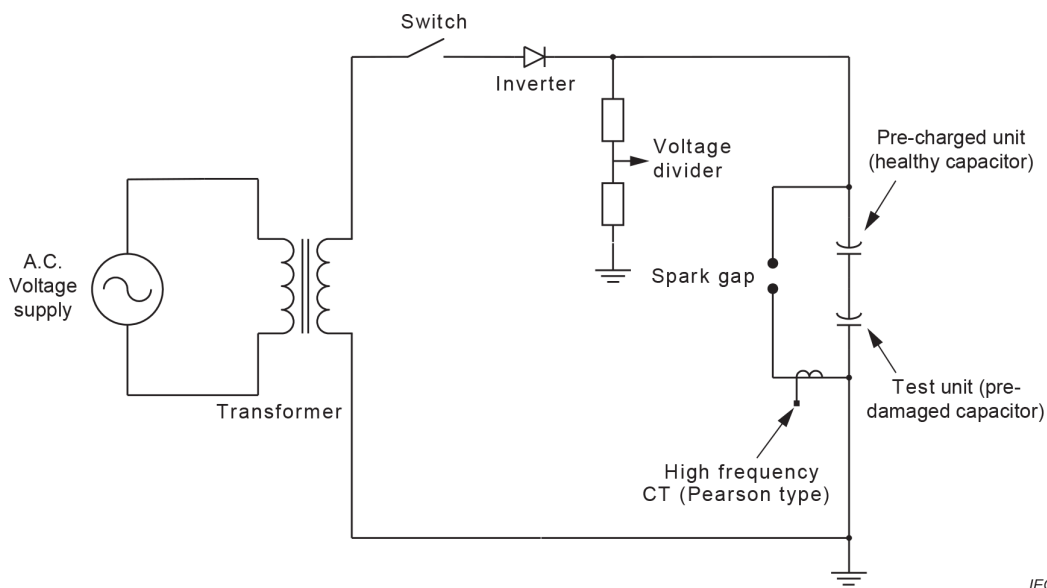 Switch
Inverter
Pre-charged unit
(healthy capacitor)
Voltage
divider
A.C.
Voltage
supply
Spark gap
Transformer
Test unit (pre-
damaged capacitor)
High frequency
CT (Pearson type)